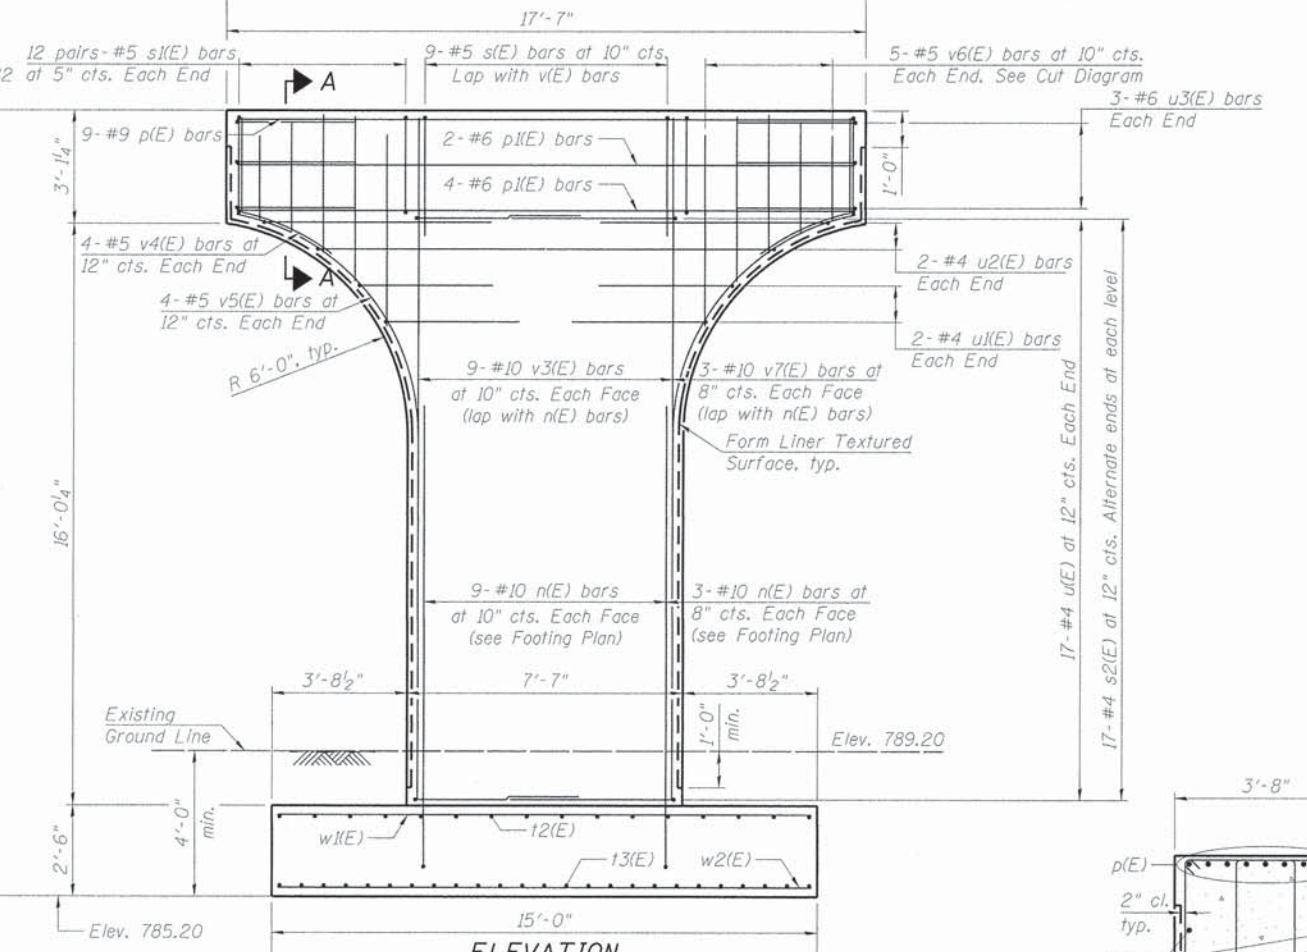 17'-7"
12 pairs- #5 s1(E) bars
at 5" cts. Each End
9- #5 s(E) bars at 10" cts.
Lap with v(E) bars
5- #5 v6(E) bars at 10" cts.
Each End. See Cut Diagram
A
3- #6 u3(E) bars
Each End
9- #9 p(E) bars
2- #6 p1(E) bars
4- #6 p1(E) bars
3'-1¼"
1'-0"
4- #5 v4(E) bars at
12" cts. Each End
A
2- #4 u2(E) bars
Each End
4- #5 v5(E) bars at
12" cts. Each End
2- #4 u1(E) bars
Each End
R 6'-0", typ.
9- #10 v3(E) bars
at 10" cts. Each Face
(lap with n(E) bars)
3- #10 v7(E) bars at
8" cts. Each Face
(lap with n(E) bars)
Form Liner Textured
Surface, typ.
16'-0¼"
17- #4 u(E) at 12" cts. Each End
17- #4 s2(E) at 12" cts. Alternate ends at each level
9- #10 n(E) bars
at 10" cts. Each Face
(see Footing Plan)
3- #10 n(E) bars at
8" cts. Each Face
(see Footing Plan)
3'-8½"
7'-7"
3'-8½"
Existing
Ground Line
1'-0"
min.
Elev. 789.20
4'-0"
min.
2'-6"
w1(E)
t2(E)
t3(E)
w2(E)
3'-8"
p(E)
2" cl.
typ.
Elev. 785.20
15'-0"
ELEVATION